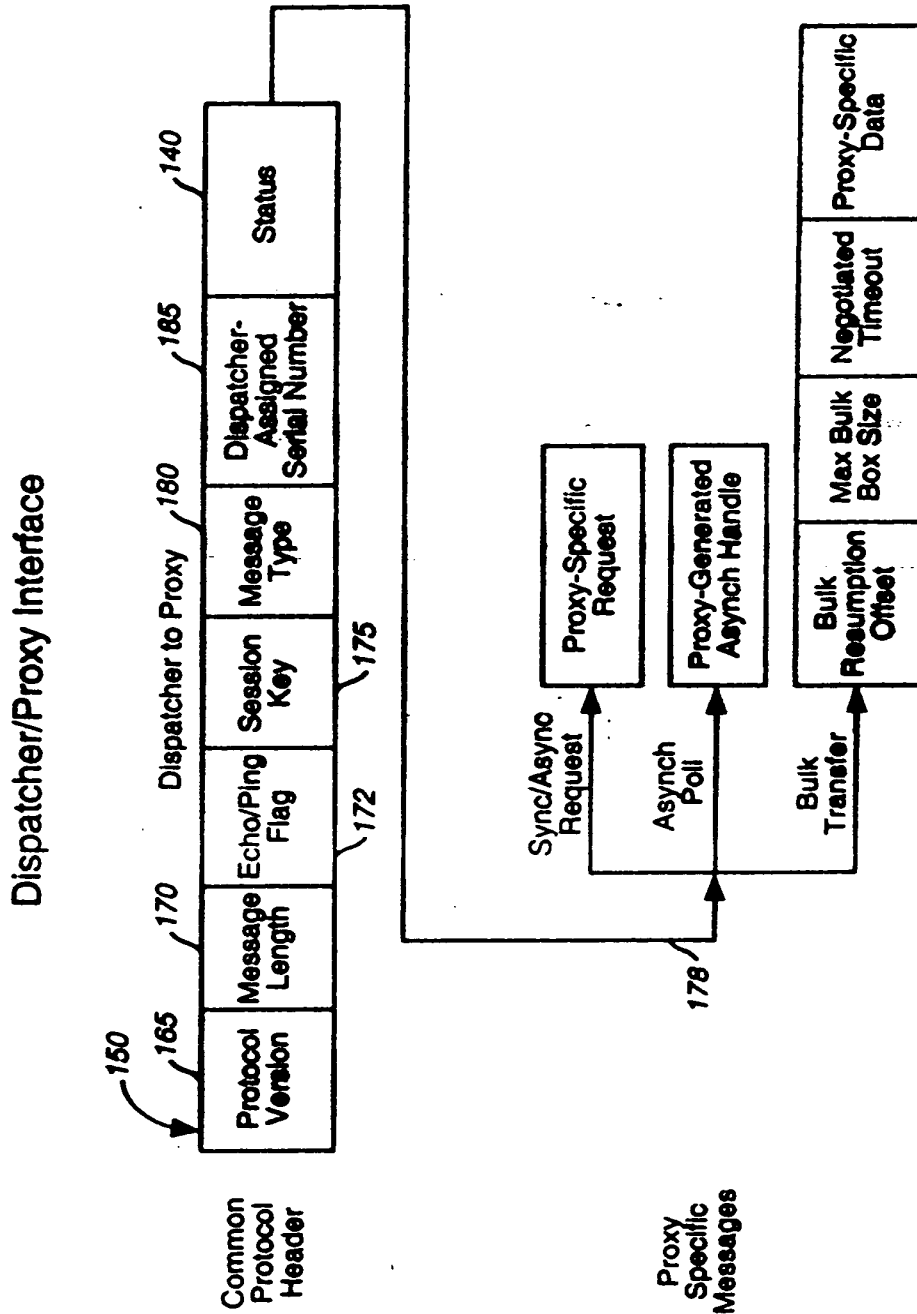 Dispatcher/Proxy Interface
Dispatcher to Proxy
150
165
170
180
185
140
Common
Protocol
Header
Protocol
Version
Message
Length
Echo/Ping
Flag
Session
Key
Message
Type
Dispatcher-
Assigned
Serial Number
Status
172
175
178
Proxy
Specific
Messages
Sync/Async
Request
Proxy-Specific
Request
Asynch
Poll
Proxy-Generated
Asynch Handle
Bulk
Transfer
Bulk
Resumption
Offset
Max Bulk
Box Size
Negotiated
Timeout
Proxy-Specific
Data